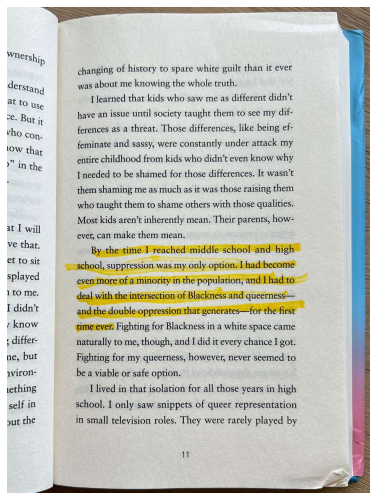 ownership
derstand
at to use
ce. But it
who con-
now that
" in the
at I will
ve that.
et to sit
splayed
n to me.
I didn't
y know
g differ-
ne, but
nviron-
nething
self in
out the
changing of history to spare white guilt than it ever
was about me knowing the whole truth.
I learned that kids who saw me as different didn't
have an issue until society taught them to see my dif-
ferences as a threat. Those differences, like being ef-
feminate and sassy, were constantly under attack my
entire childhood from kids who didn't even know why
I needed to be shamed for those differences. It wasn't
them shaming me as much as it was those raising them
who taught them to shame others with those qualities.
Most kids aren't inherently mean. Their parents, how-
ever, can make them mean.
By the time I reached middle school and high
school, suppression was my only option. I had become
even more of a minority in the population, and I had to
deal with the intersection of Blackness and queerness—
and the double oppression that generates—for the first
time ever. Fighting for Blackness in a white space came
naturally to me, though, and I did it every chance I got.
Fighting for my queerness, however, never seemed to
be a viable or safe option.
I lived in that isolation for all those years in high
school. I only saw snippets of queer representation
in small television roles. They were rarely played by
11